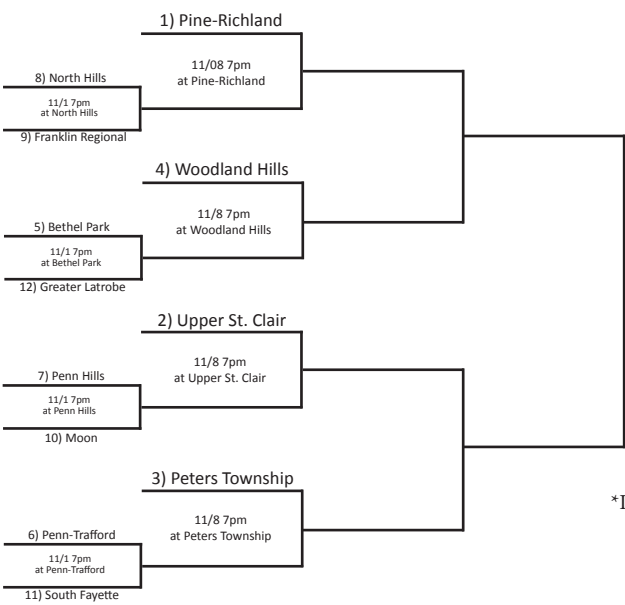 1) Pine-Richland
11/08 7pm
at Pine-Richland
8) North Hills
11/1 7pm
at North Hills
9) Franklin Regional
4) Woodland Hills
11/8 7pm
at Woodland Hills
5) Bethel Park
11/1 7pm
at Bethel Park
12) Greater Latrobe
2) Upper St. Clair
11/8 7pm
at Upper St. Clair
7) Penn Hills
11/1 7pm
at Penn Hills
10) Moon
3) Peters Township
11/8 7pm
at Peters Township
6) Penn-Trafford
11/1 7pm
at Penn-Trafford
11) South Fayette